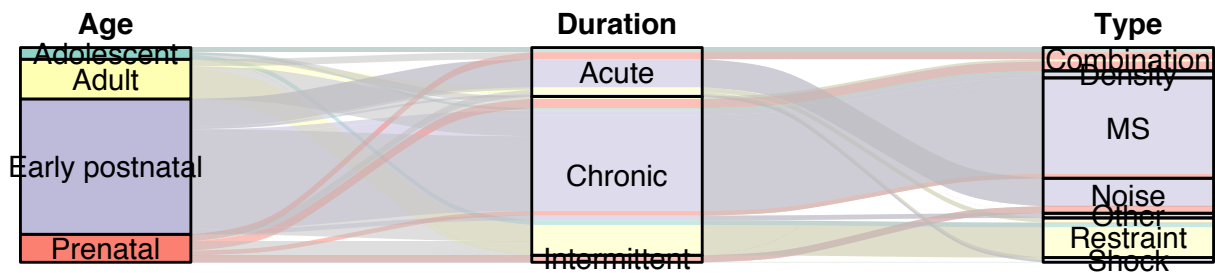 Age
Duration
Type
Adolescent
Adult
Early postnatal
Prenatal
Acute
Chronic
Intermittent
Combination
Density
MS
Noise
Other
Restraint
Shock